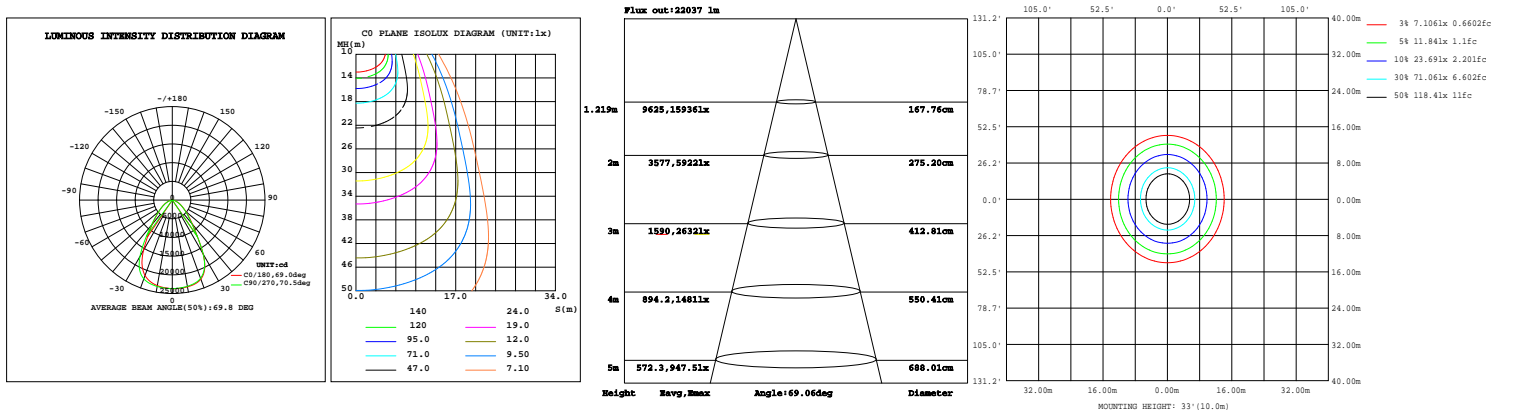 LUMINOUS INTENSITY DISTRIBUTION DIAGRAM
-/+180
-150 150
-120 120
-90 90
-60 60
-30 30
0
0
5000
10000
15000
20000
25000
UNIT:cd
C0/180,69.0deg
C90/270,70.5deg
AVERAGE BEAM ANGLE(50%):69.8 DEG
C0 PLANE ISOLUX DIAGRAM (UNIT:lx)
MH(m)
10
14
18
22
26
30
34
38
42
46
50
0.0 17.0 34.0
S(m)
140 24.0
120 19.0
95.0 12.0
71.0 9.50
47.0 7.10
Flux out:22037 lm
1.219m 9625,15936lx 167.76cm
2m 3577,5922lx 275.20cm
3m 1590,2632lx 412.81cm
4m 894.2,1481lx 550.41cm
5m 572.3,947.5lx 688.01cm
Height Eavg,Emax Angle:69.06deg Diameter
105.0' 52.5' 0.0' 52.5' 105.0'
131.2' 40.00m
105.0' 32.00m
78.7' 24.00m
52.5' 16.00m
26.2' 8.00m
0.0' 0.00m
26.2' 8.00m
52.5' 16.00m
78.7' 24.00m
105.0' 32.00m
131.2' 40.00m
32.00m 16.00m 0.00m 16.00m 32.00m
MOUNTING HEIGHT: 33'(10.0m)
3% 7.106lx 0.6602fc
5% 11.84lx 1.1fc
10% 23.69lx 2.201fc
30% 71.06lx 6.602fc
50% 118.4lx 11fc